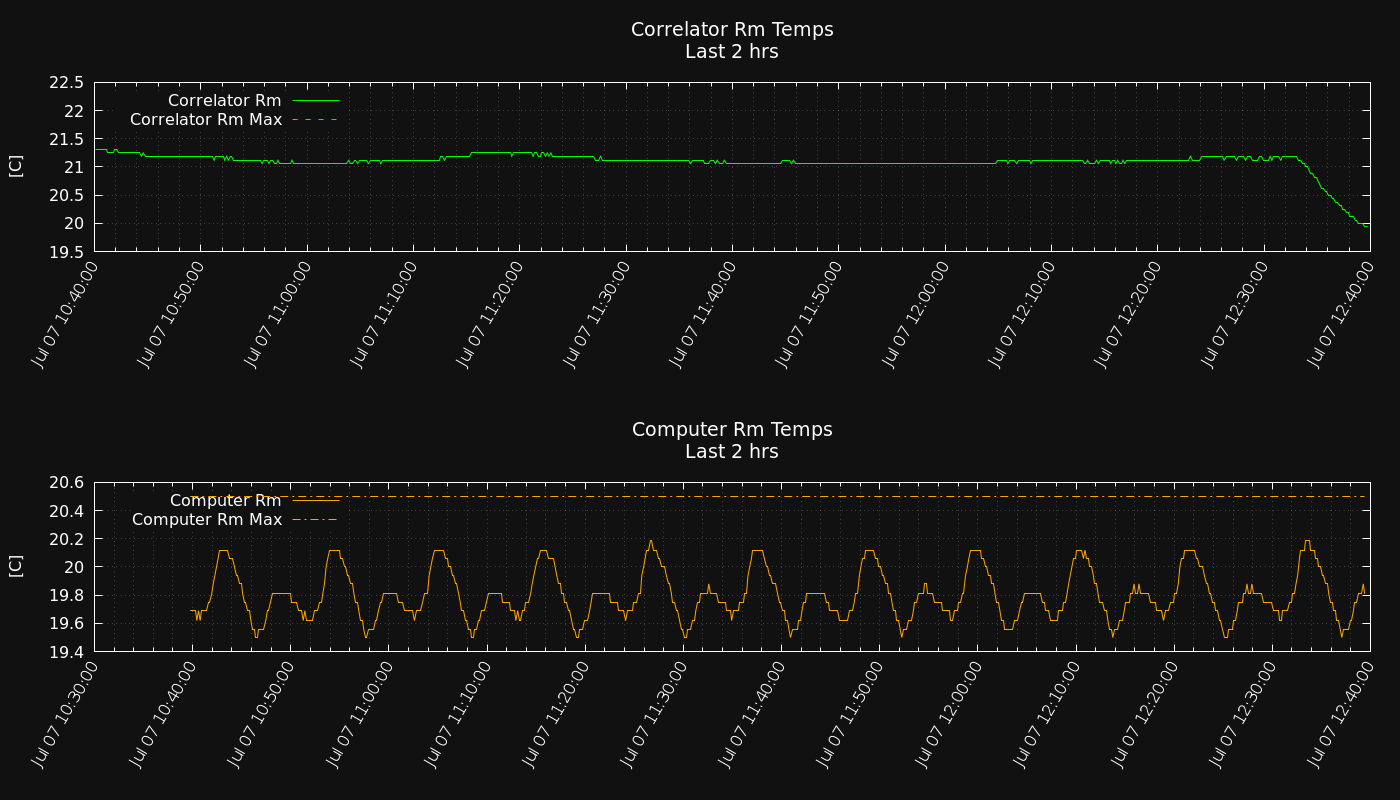 Correlator Rm Temps
Last 2 hrs
22.5
22
21.5
21
20.5
20
19.5
[C]
Correlator Rm
Correlator Rm Max
Jul 07 10:40:00
Jul 07 10:50:00
Jul 07 11:00:00
Jul 07 11:10:00
Jul 07 11:20:00
Jul 07 11:30:00
Jul 07 11:40:00
Jul 07 11:50:00
Jul 07 12:00:00
Jul 07 12:10:00
Jul 07 12:20:00
Jul 07 12:30:00
Jul 07 12:40:00
Computer Rm Temps
Last 2 hrs
20.6
20.4
20.2
20
19.8
19.6
19.4
[C]
Computer Rm
Computer Rm Max
Jul 07 10:30:00
Jul 07 10:40:00
Jul 07 10:50:00
Jul 07 11:00:00
Jul 07 11:10:00
Jul 07 11:20:00
Jul 07 11:30:00
Jul 07 11:40:00
Jul 07 11:50:00
Jul 07 12:00:00
Jul 07 12:10:00
Jul 07 12:20:00
Jul 07 12:30:00
Jul 07 12:40:00